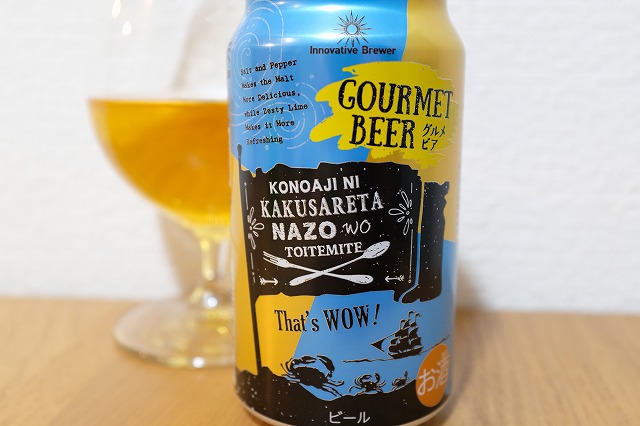 Innovative Brewer
Salt and Pepper
Makes the Malt
More Delicious,
while Zesty Lime
Makes it More
Refreshing
GOURMET
BEER グルメ
ビア
KONOAJI NI
KAKUSARETA
NAZO WO
TOITEMITE
That's WOW!
お酒
ビール